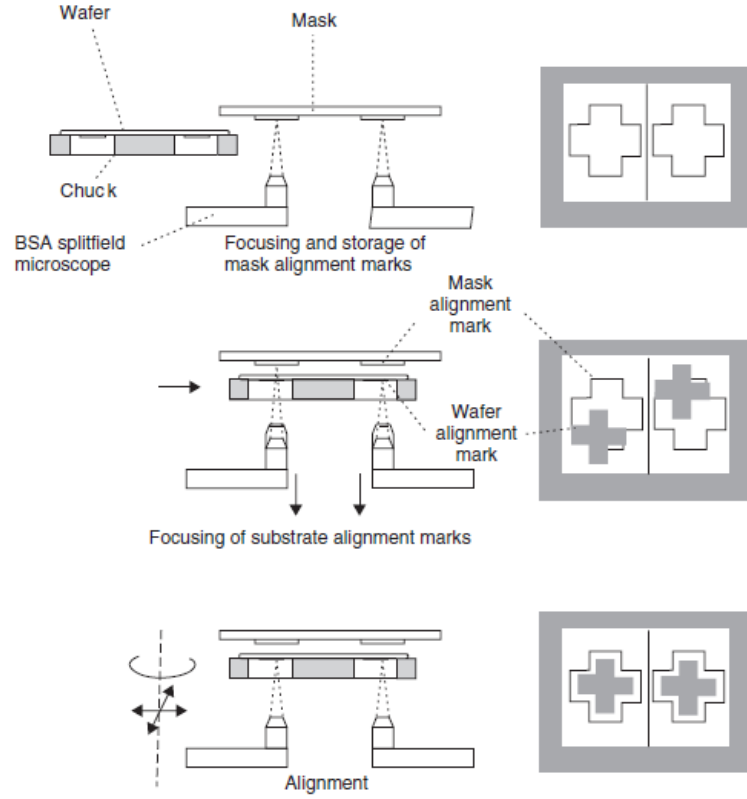 Wafer
Mask
Chuck
BSA splitfield
microscope
Focusing and storage of
mask alignment marks
Mask
alignment
mark
Wafer
alignment
mark
Focusing of substrate alignment marks
Alignment